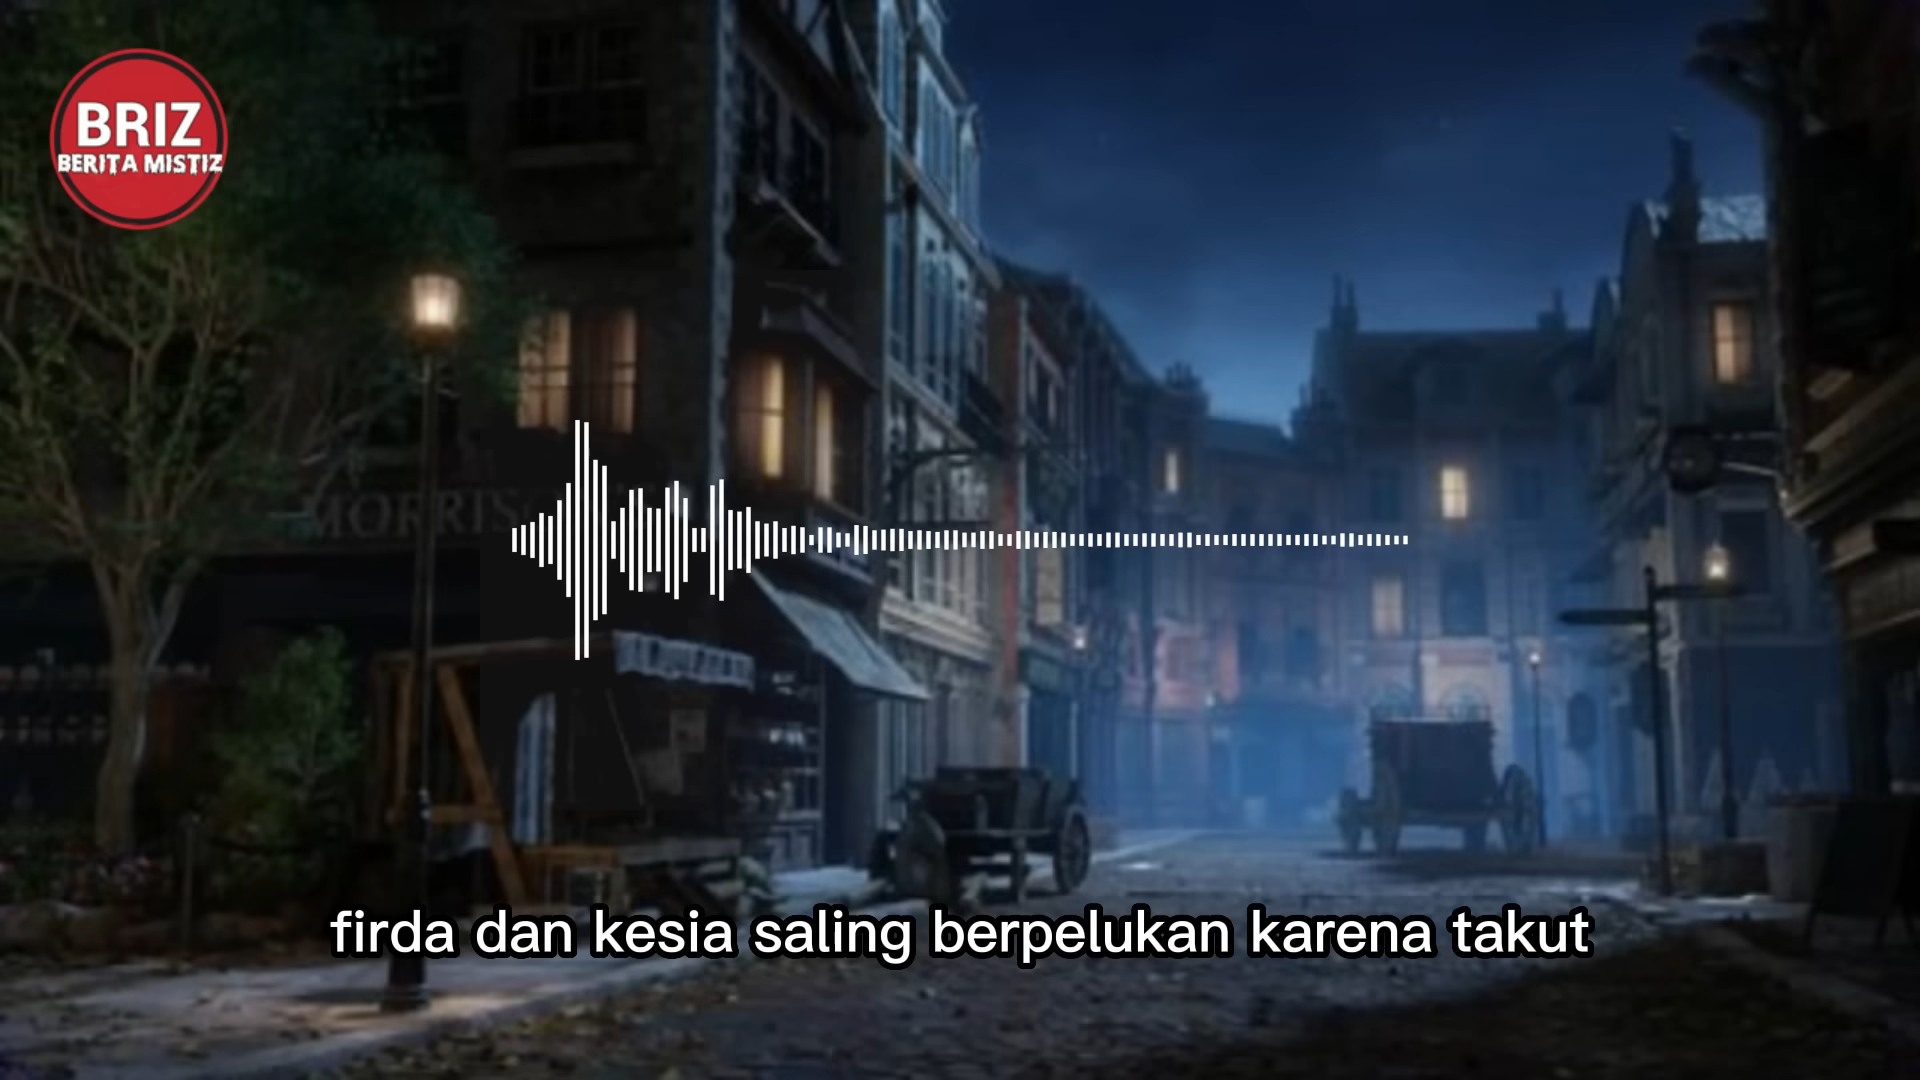 BRIZ
BERITA MISTIZ
firda dan kesia saling berpelukan karena takut